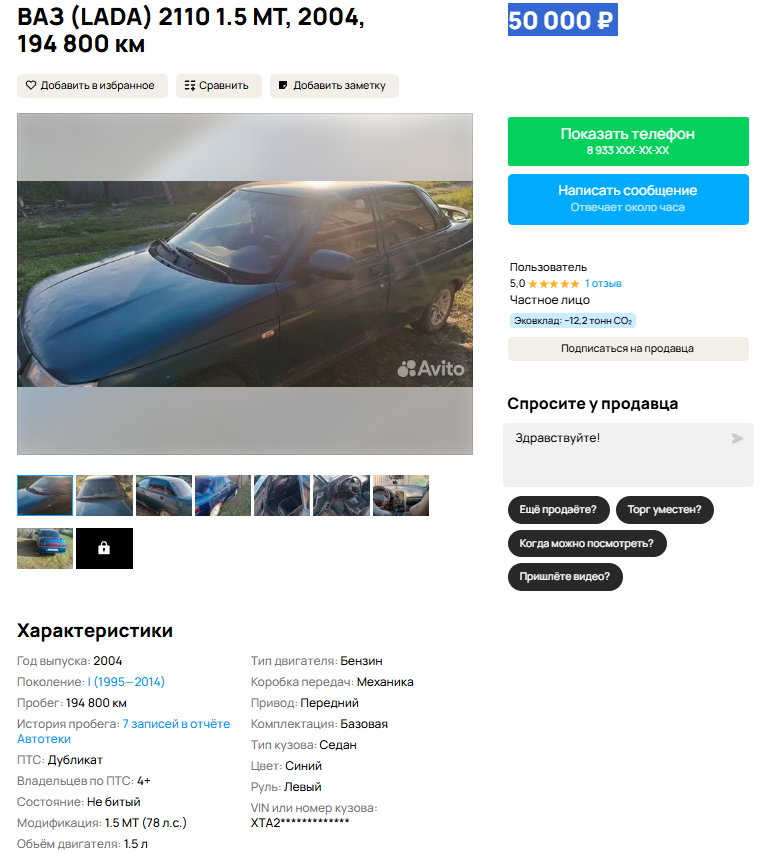 ВАЗ (LADA) 2110 1.5 MT, 2004,
194 800 км
50 000 ₽
Добавить в избранное
Сравнить
Добавить заметку
Показать телефон
8 933 XXX-XX-XX
Написать сообщение
Отвечает около часа
Пользователь
5,0 1 отзыв
Частное лицо
Эковклад: −12,2 тонн CO₂
Подписаться на продавца
Avito
Спросите у продавца
Здравствуйте!
Ещё продаёте?
Торг уместен?
Когда можно посмотреть?
Пришлёте видео?
Характеристики
Год выпуска: 2004
Поколение: I (1995—2014)
Пробег: 194 800 км
История пробега: 7 записей в отчёте
Автотеки
ПТС: Дубликат
Владельцев по ПТС: 4+
Состояние: Не битый
Модификация: 1.5 MT (78 л.с.)
Объём двигателя: 1.5 л
Тип двигателя: Бензин
Коробка передач: Механика
Привод: Передний
Комплектация: Базовая
Тип кузова: Седан
Цвет: Синий
Руль: Левый
VIN или номер кузова:
XTA2*************